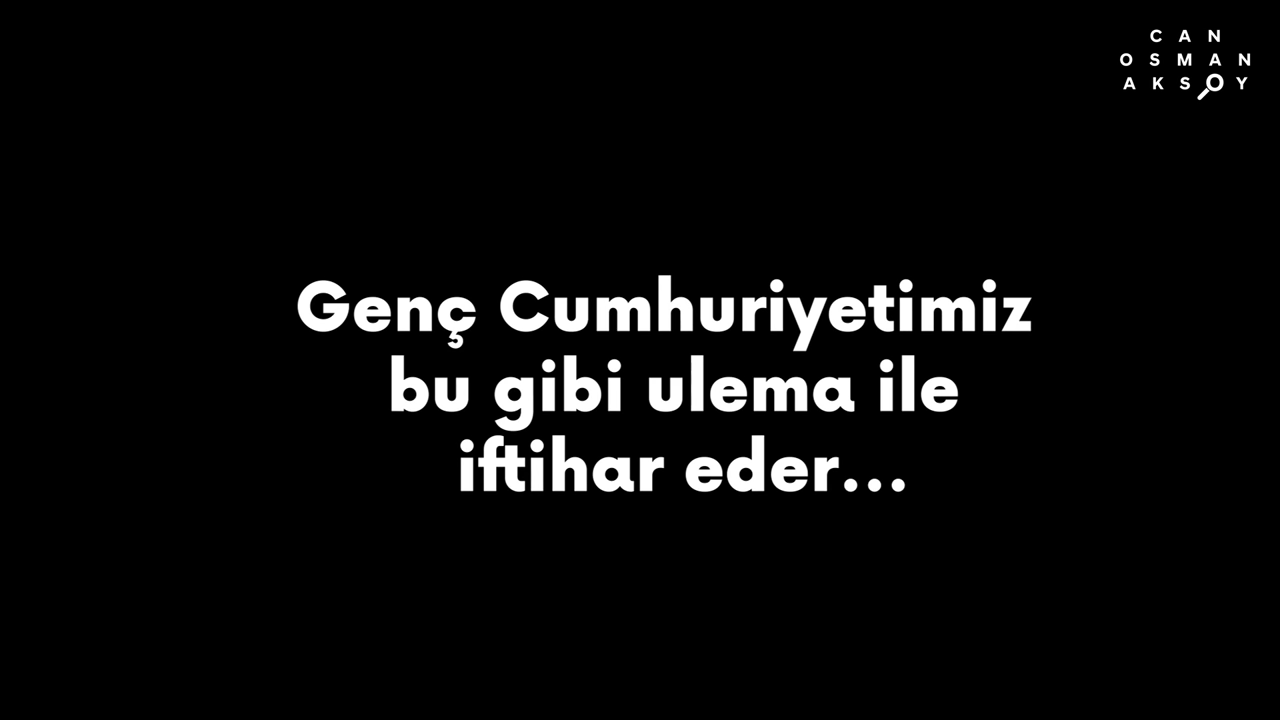 CAN
OSMAN
AKSOY
Genç Cumhuriyetimiz
bu gibi ulema ile
iftihar eder...